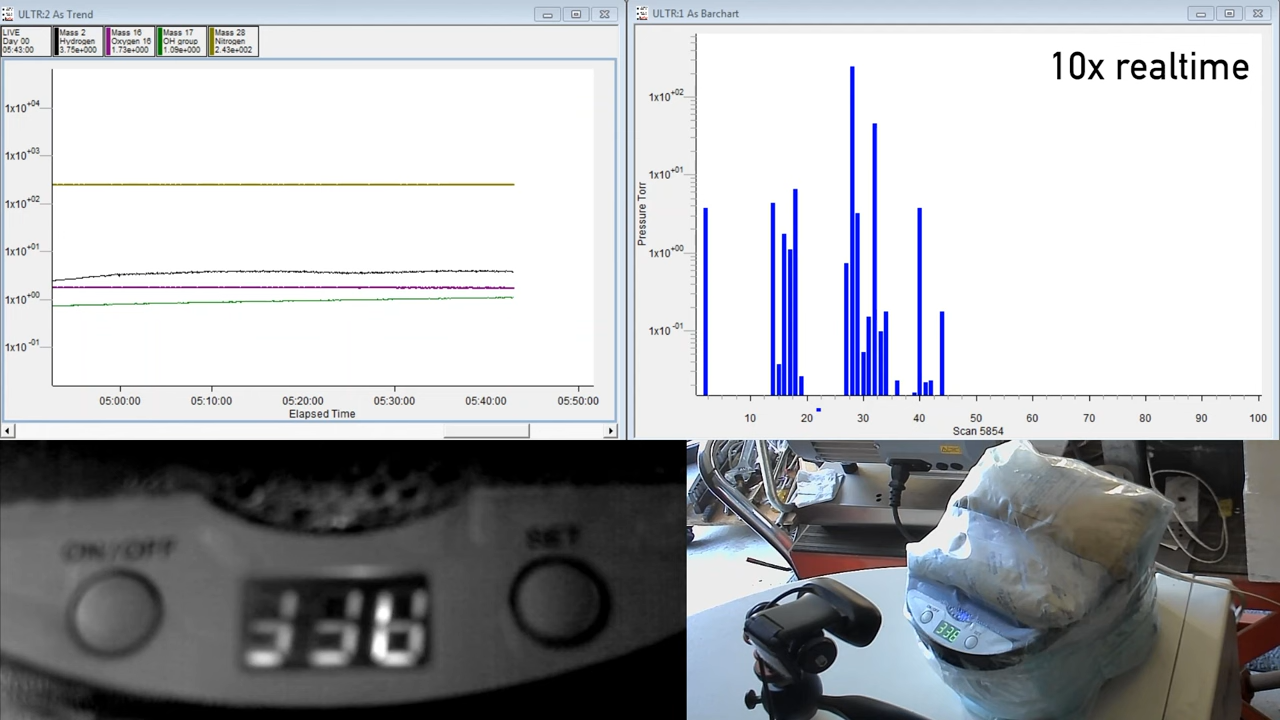 ULTR:2 As Trend
LIVE
Day 00
05:43:00
Mass 2
Hydrogen
3.75e+000
Mass 16
Oxygen 16
1.73e+000
Mass 17
OH group
1.09e+000
Mass 28
Nitrogen
2.43e+002
1x10 +04
1x10 +03
1x10 +02
1x10 +01
1x10 +00
1x10 -01
05:00:00 05:10:00 05:20:00 05:30:00 05:40:00 05:50:00
Elapsed Time
ULTR:1 As Barchart
10x realtime
Pressure Torr
1x10 +02
1x10 +01
1x10 +00
1x10 -01
10 20 30 40 50 60 70 80 90 100
Scan 5854
ON/OFF
SET
336
336